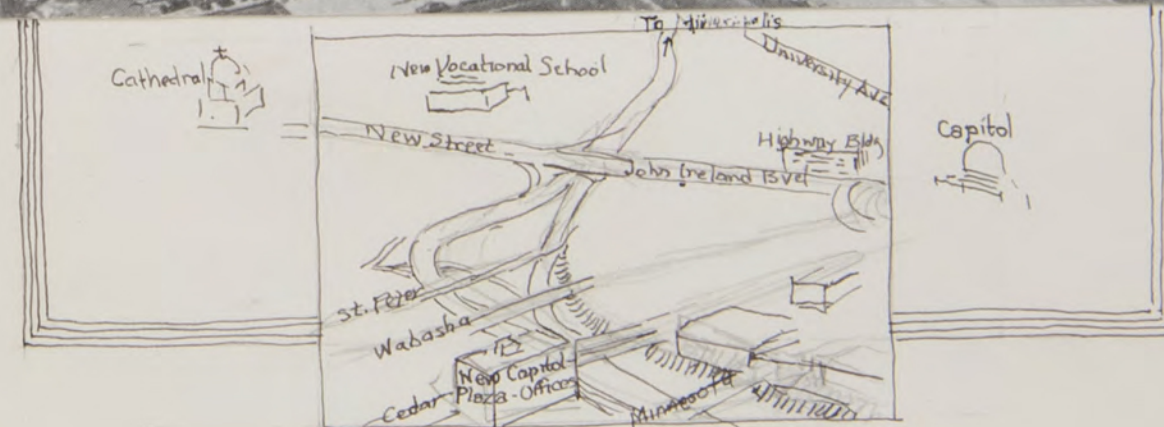 To Minneapolis
University Ave
Cathedral
New Vocational School
New Street
Highway Bldg
Capitol
John Ireland Blvd
St. Peter
Wabasha
New Capitol
Plaza-Offices
Cedar
Minnesota